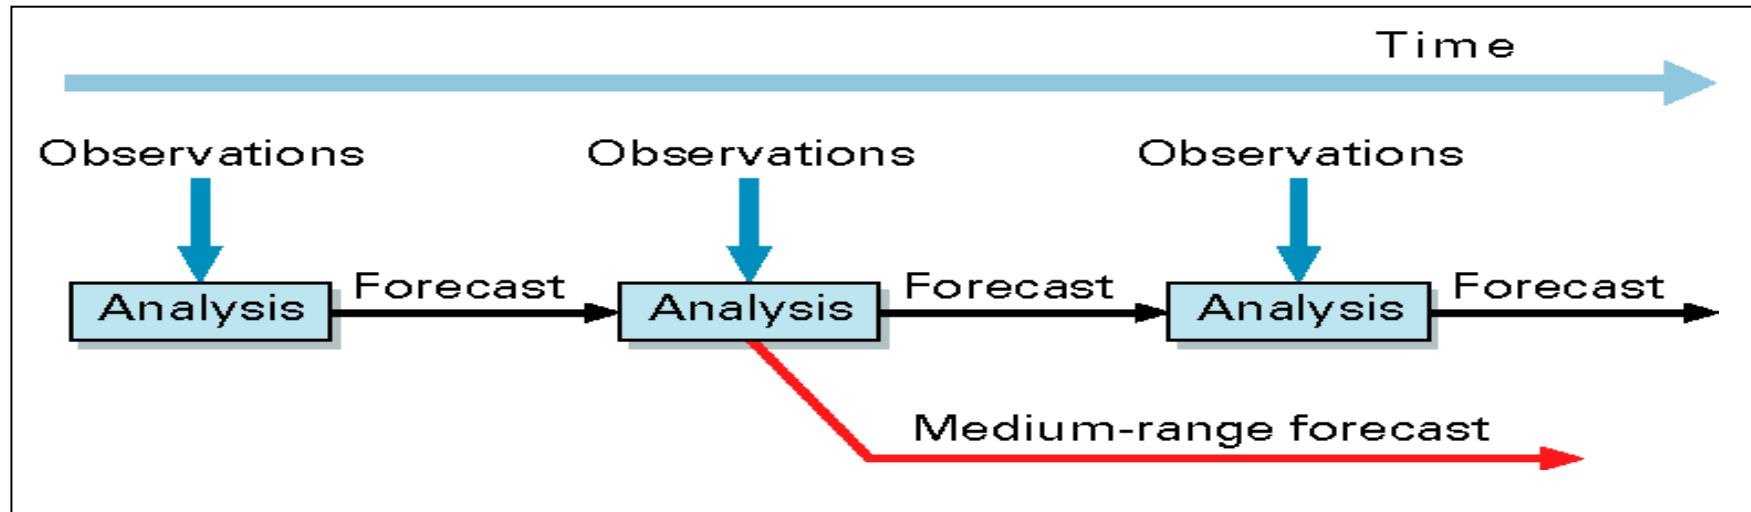 Time
Observations Observations Observations
Analysis Forecast Analysis Forecast Analysis Forecast
Medium-range forecast